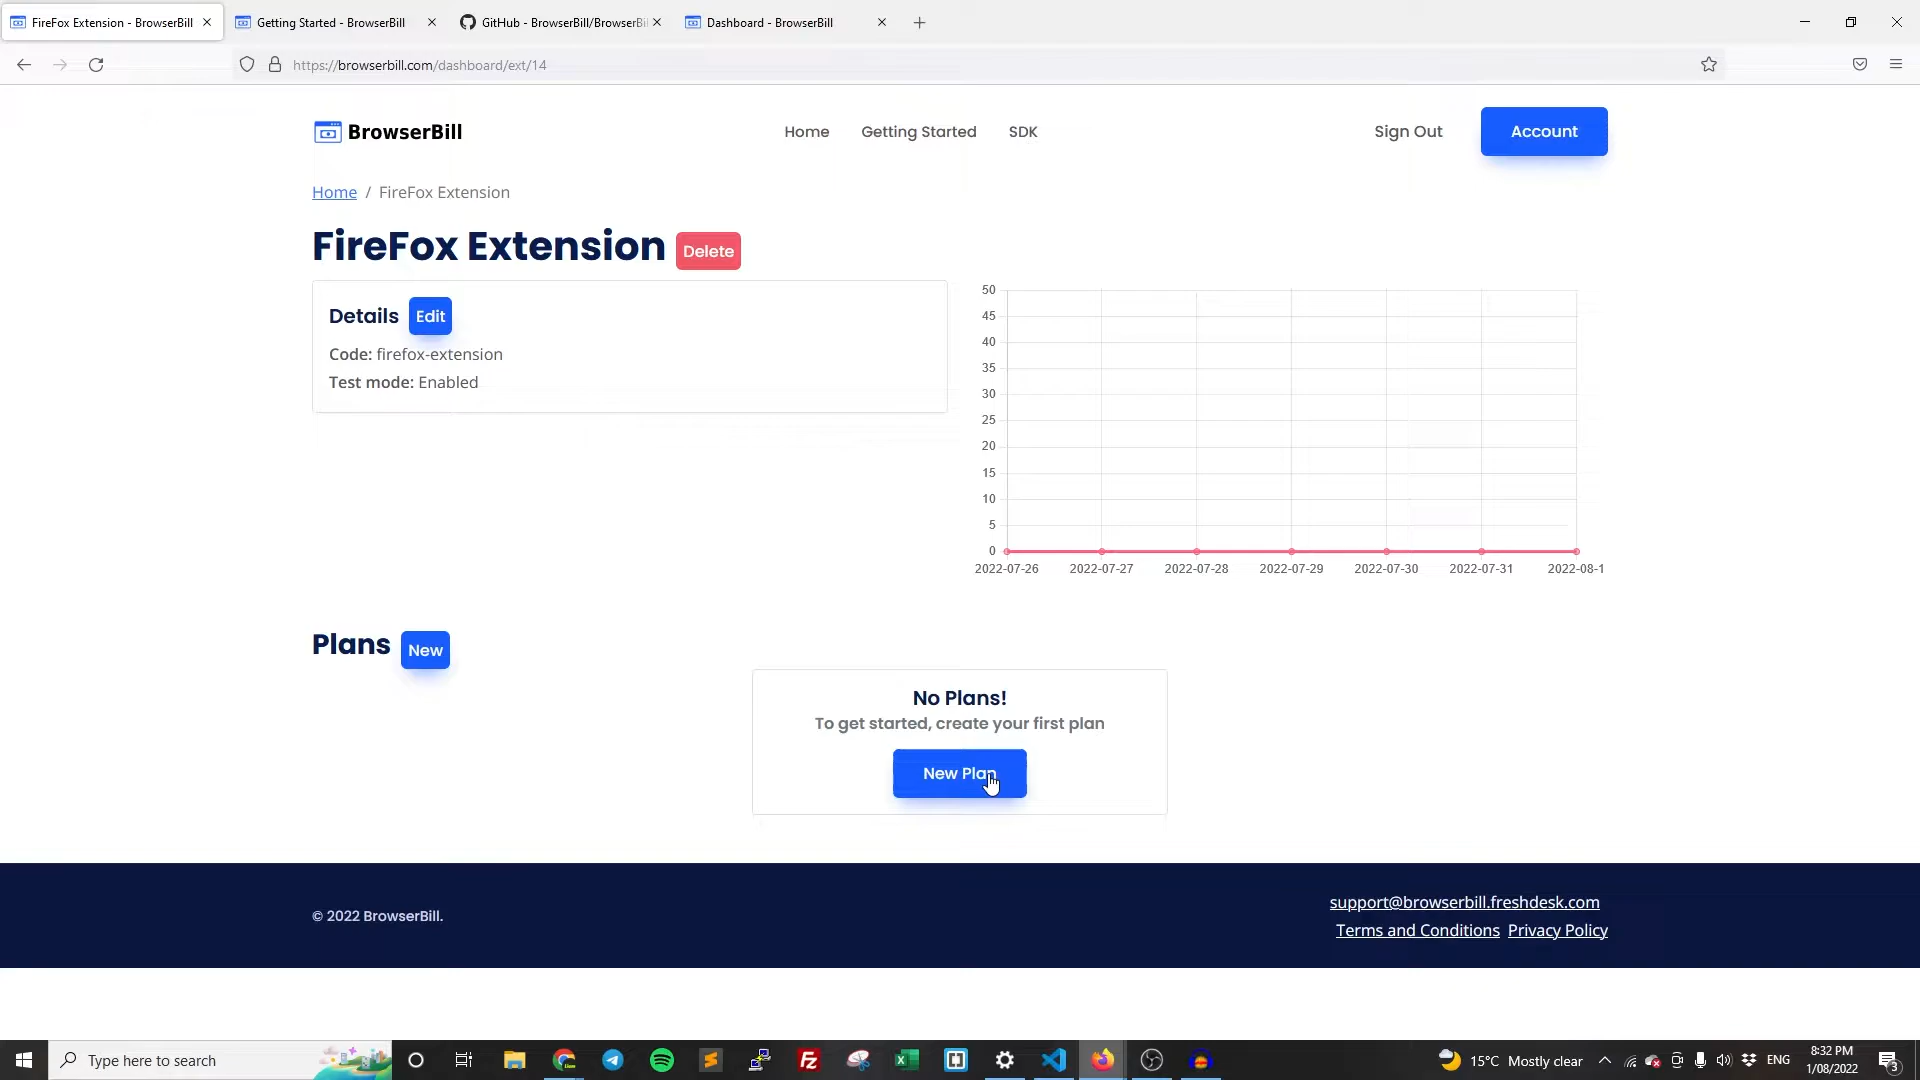 FireFox Extension - BrowserBill
Getting Started - BrowserBill
GitHub - BrowserBill/BrowserBil
Dashboard - BrowserBill
https://browserbill.com/dashboard/ext/14
BrowserBill
Home
Getting Started
SDK
Sign Out
Account
Home / FireFox Extension
FireFox Extension
Delete
Details
Edit
Code: firefox-extension
Test mode: Enabled
50
45
40
35
30
25
20
15
10
5
0
2022-07-26
2022-07-27
2022-07-28
2022-07-29
2022-07-30
2022-07-31
2022-08-1
Plans
New
No Plans!
To get started, create your first plan
New Plan
© 2022 BrowserBill.
support@browserbill.freshdesk.com
Terms and Conditions
Privacy Policy
Type here to search
15°C Mostly clear
ENG
8:32 PM
1/08/2022
3